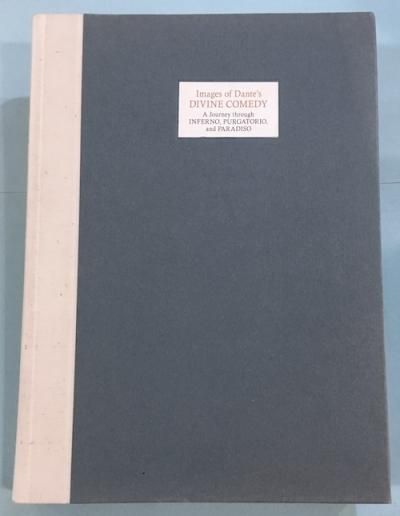 Images of Dante's
DIVINE COMEDY
A Journey through
INFERNO, PURGATORIO,
and PARADISO